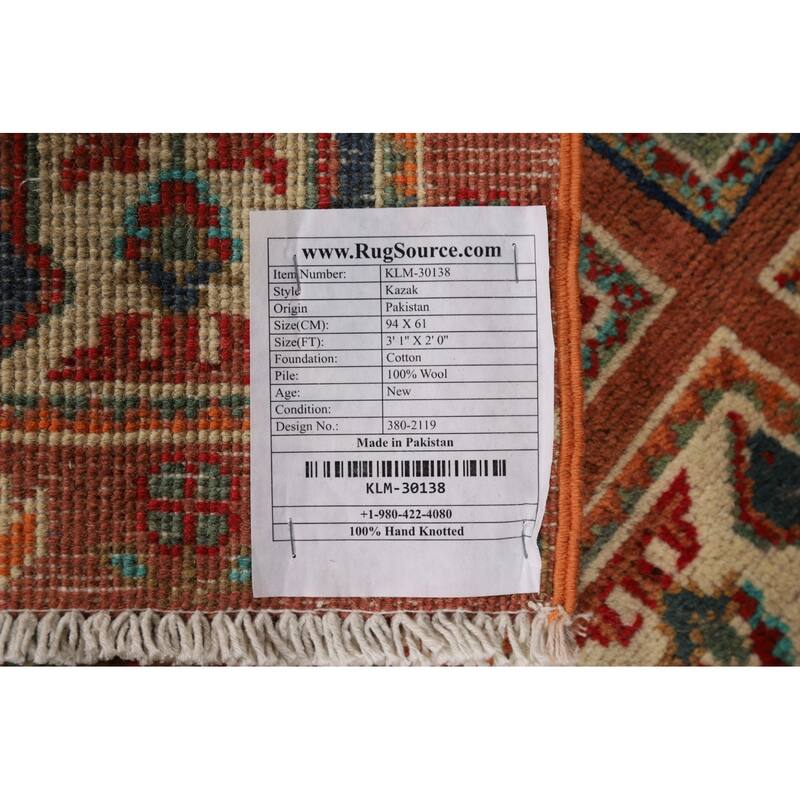 www.RugSource.com
Item Number: KLM-30138
Style Kazak
Origin Pakistan
Size(CM): 94 X 61
Size(FT): 3' 1" X 2' 0"
Foundation: Cotton
Pile: 100% Wool
Age: New
Condition:
Design No.: 380-2119
Made in Pakistan
KLM-30138
+1-980-422-4080
100% Hand Knotted